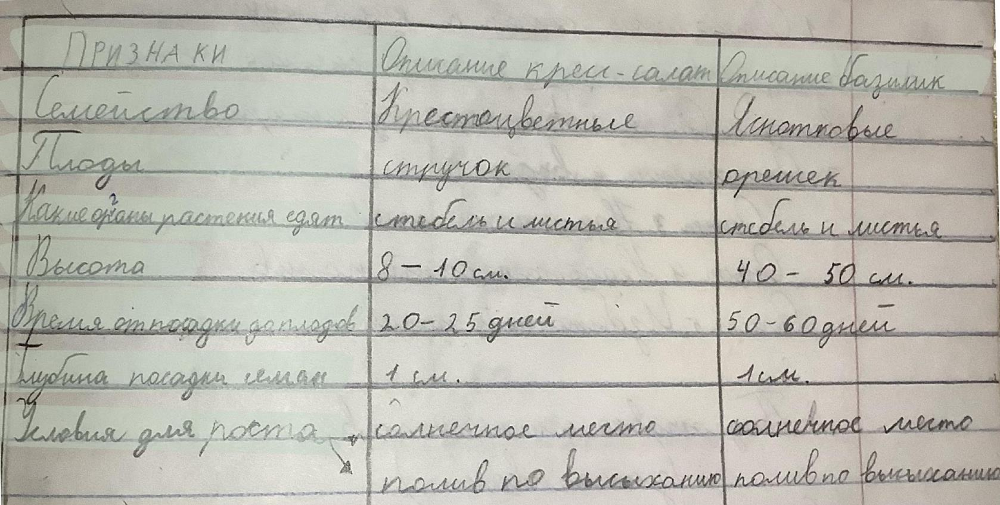 ПРИЗНАКИ Описание кресс-салат Описание базилик
Семейство Крестоцветные Яснотковые
Плоды стручок орешек
Какие органы растения едят стебель и листья стебель и листья
Высота 8 – 10 см. 40 – 50 см.
Время от посадки до плодов 20 – 25 дней 50 – 60 дней
Глубина посадки семян 1 см. 1 см.
Условия для роста солнечное место солнечное место
полив по высыханию полив по высыханию